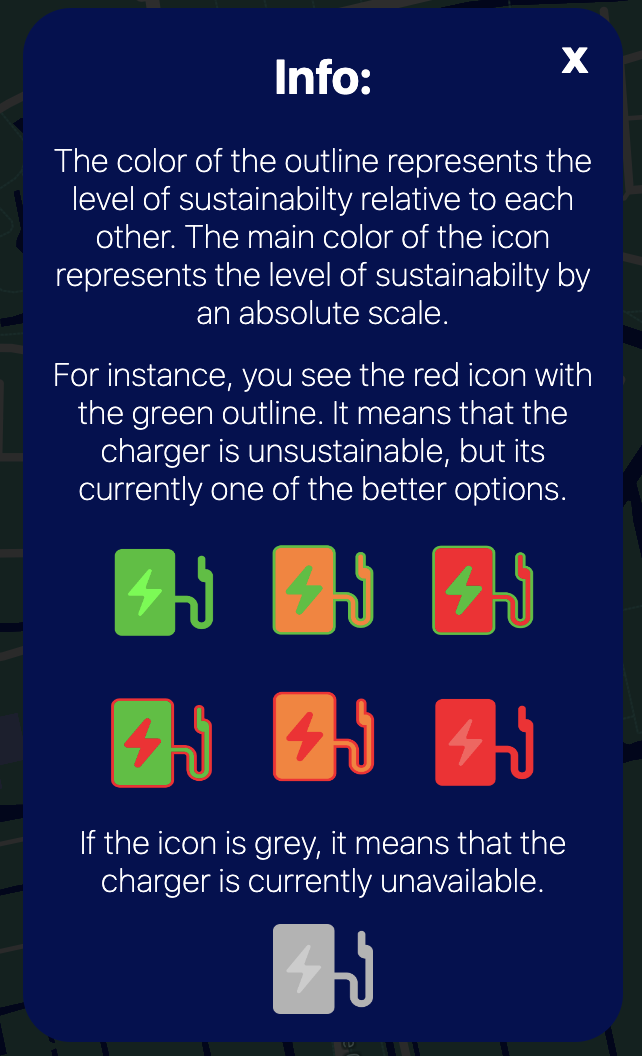 Info:
X
The color of the outline represents the
level of sustainabilty relative to each
other. The main color of the icon
represents the level of sustainabilty by
an absolute scale.
For instance, you see the red icon with
the green outline. It means that the
charger is unsustainable, but its
currently one of the better options.
If the icon is grey, it means that the
charger is currently unavailable.